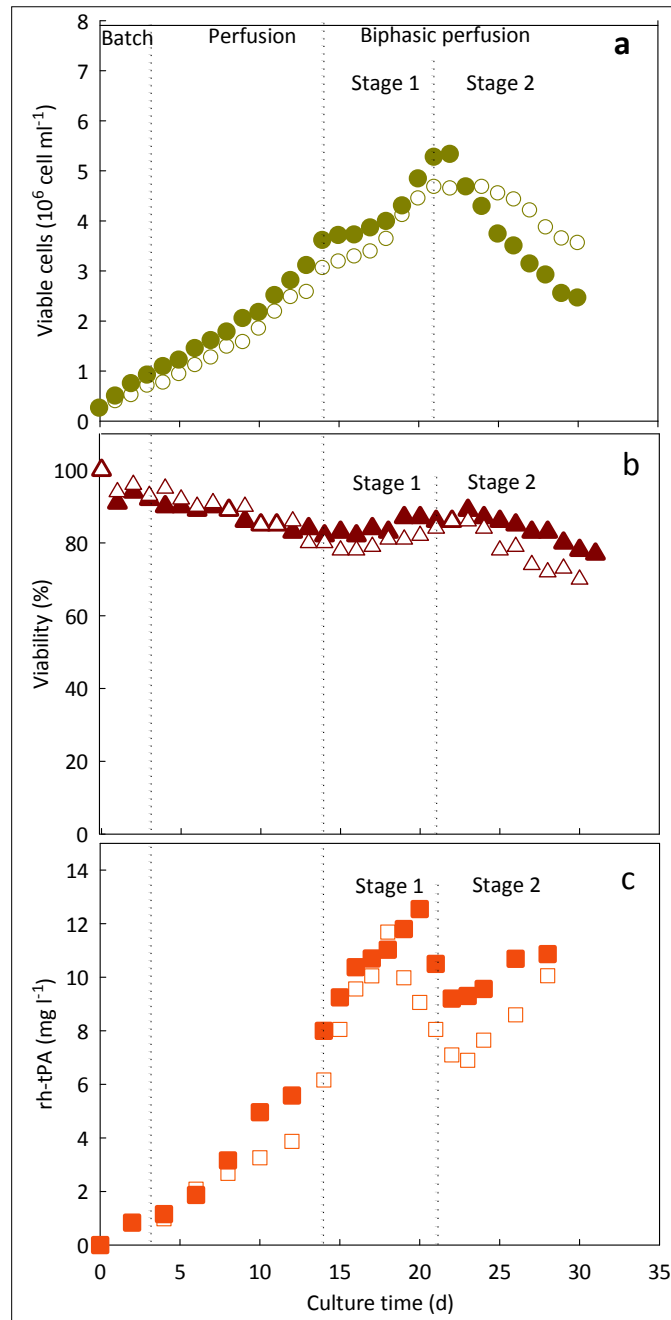 Batch Perfusion Biphasic perfusion a
Stage 1 Stage 2
8
7
6
5
4
3
2
1
0
Viable cells (10⁶ cell ml⁻¹)
b
Stage 1 Stage 2
100
80
60
40
20
0
Viability (%)
c
Stage 1 Stage 2
14
12
10
8
6
4
2
0
rh-tPA (mg l⁻¹)
0 5 10 15 20 25 30 35
Culture time (d)